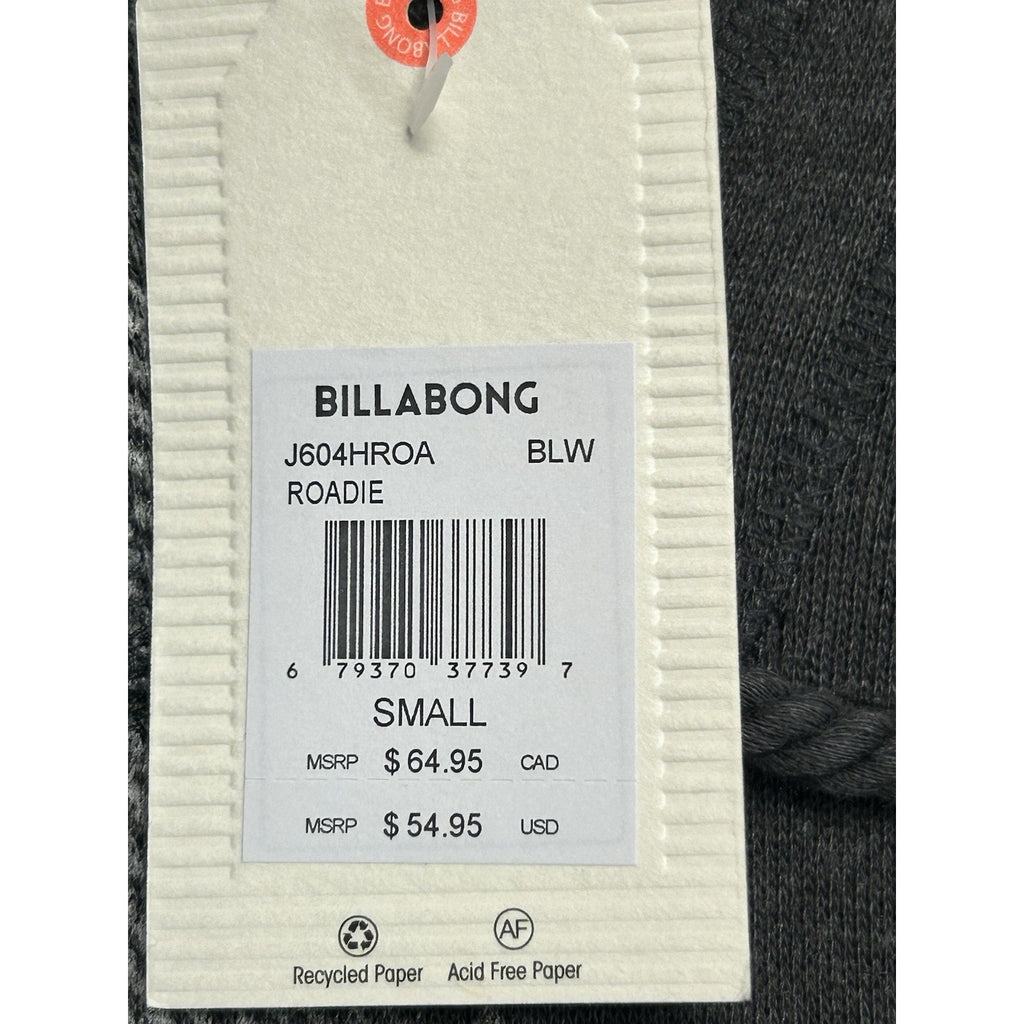 BILLABONG
BILLABONG
J604HROA BLW
ROADIE
6 79370 37739 7
SMALL
MSRP $ 64.95 CAD
MSRP $ 54.95 USD
AF
Recycled Paper Acid Free Paper